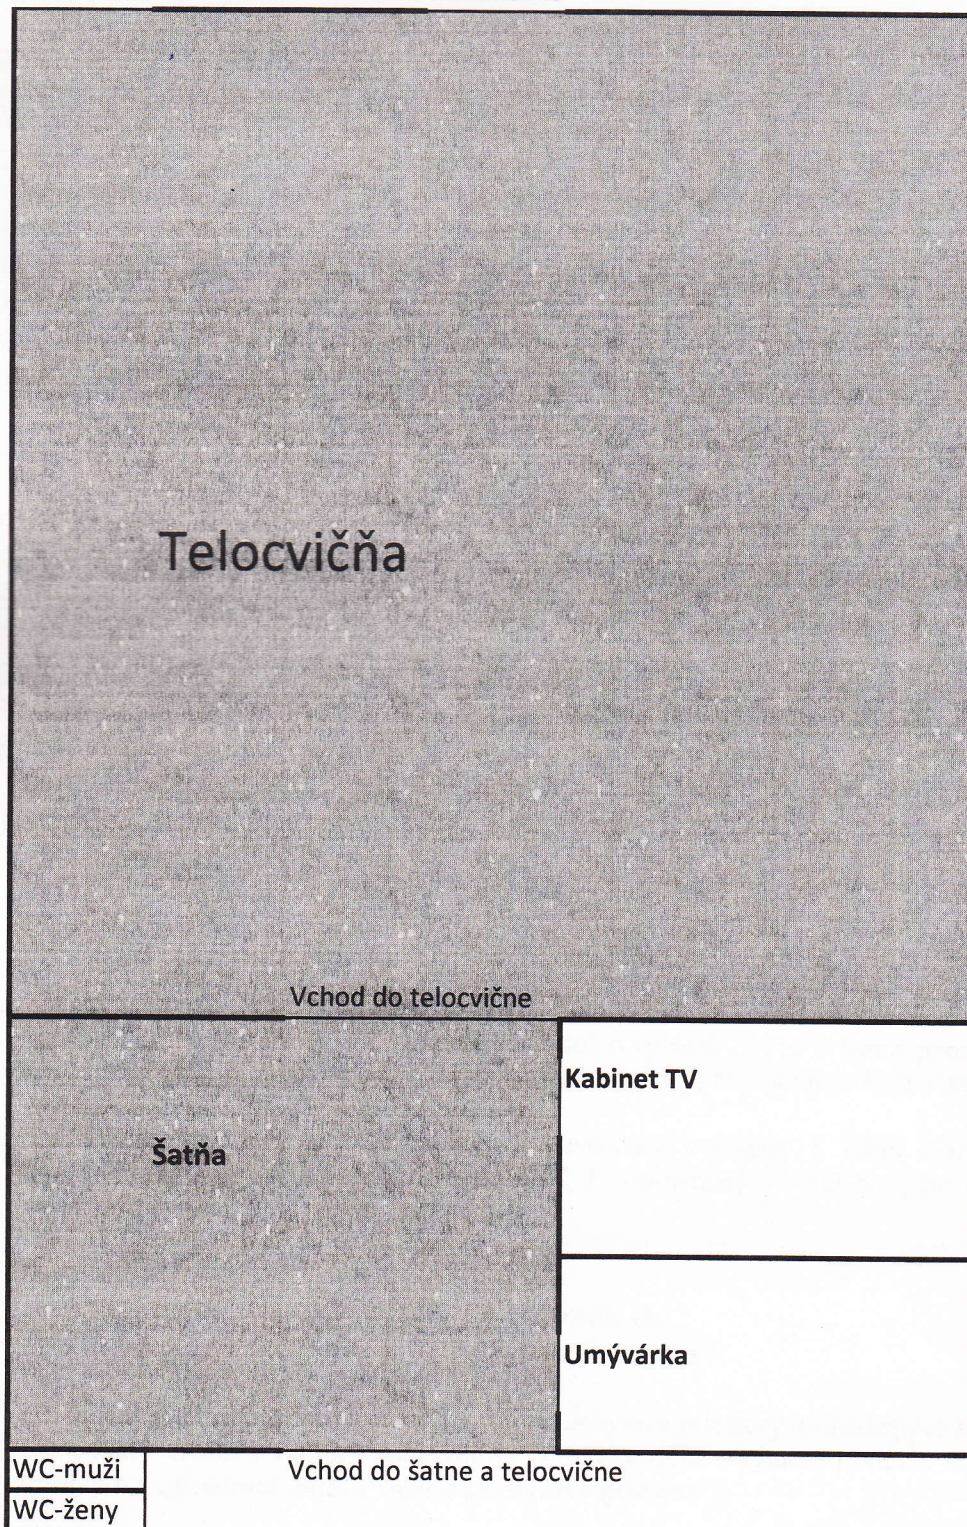 Telocvičňa
Vchod do telocvične
Kabinet TV
Šatňa
Umývárka
WC-muži
Vchod do šatne a telocvične
WC-ženy